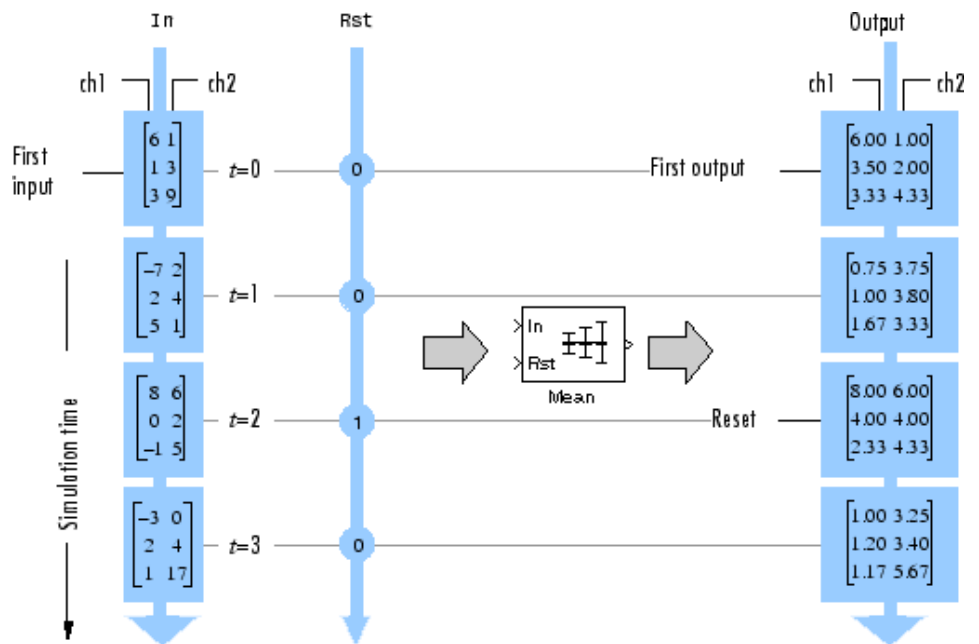 In Rst Output
ch1 ch2 ch1 ch2
First input
6 1
1 3
3 9
t=0
0
First output
6.00 1.00
3.50 2.00
3.33 4.33
-7 2
2 4
5 1
t=1
0
0.75 3.75
1.00 3.80
1.67 3.33
In
Rst
Mean
Simulation time
8 6
0 2
-1 5
t=2
1
Reset
8.00 6.00
4.00 4.00
2.33 4.33
-3 0
2 4
1 17
t=3
0
1.00 3.25
1.20 3.40
1.17 5.67